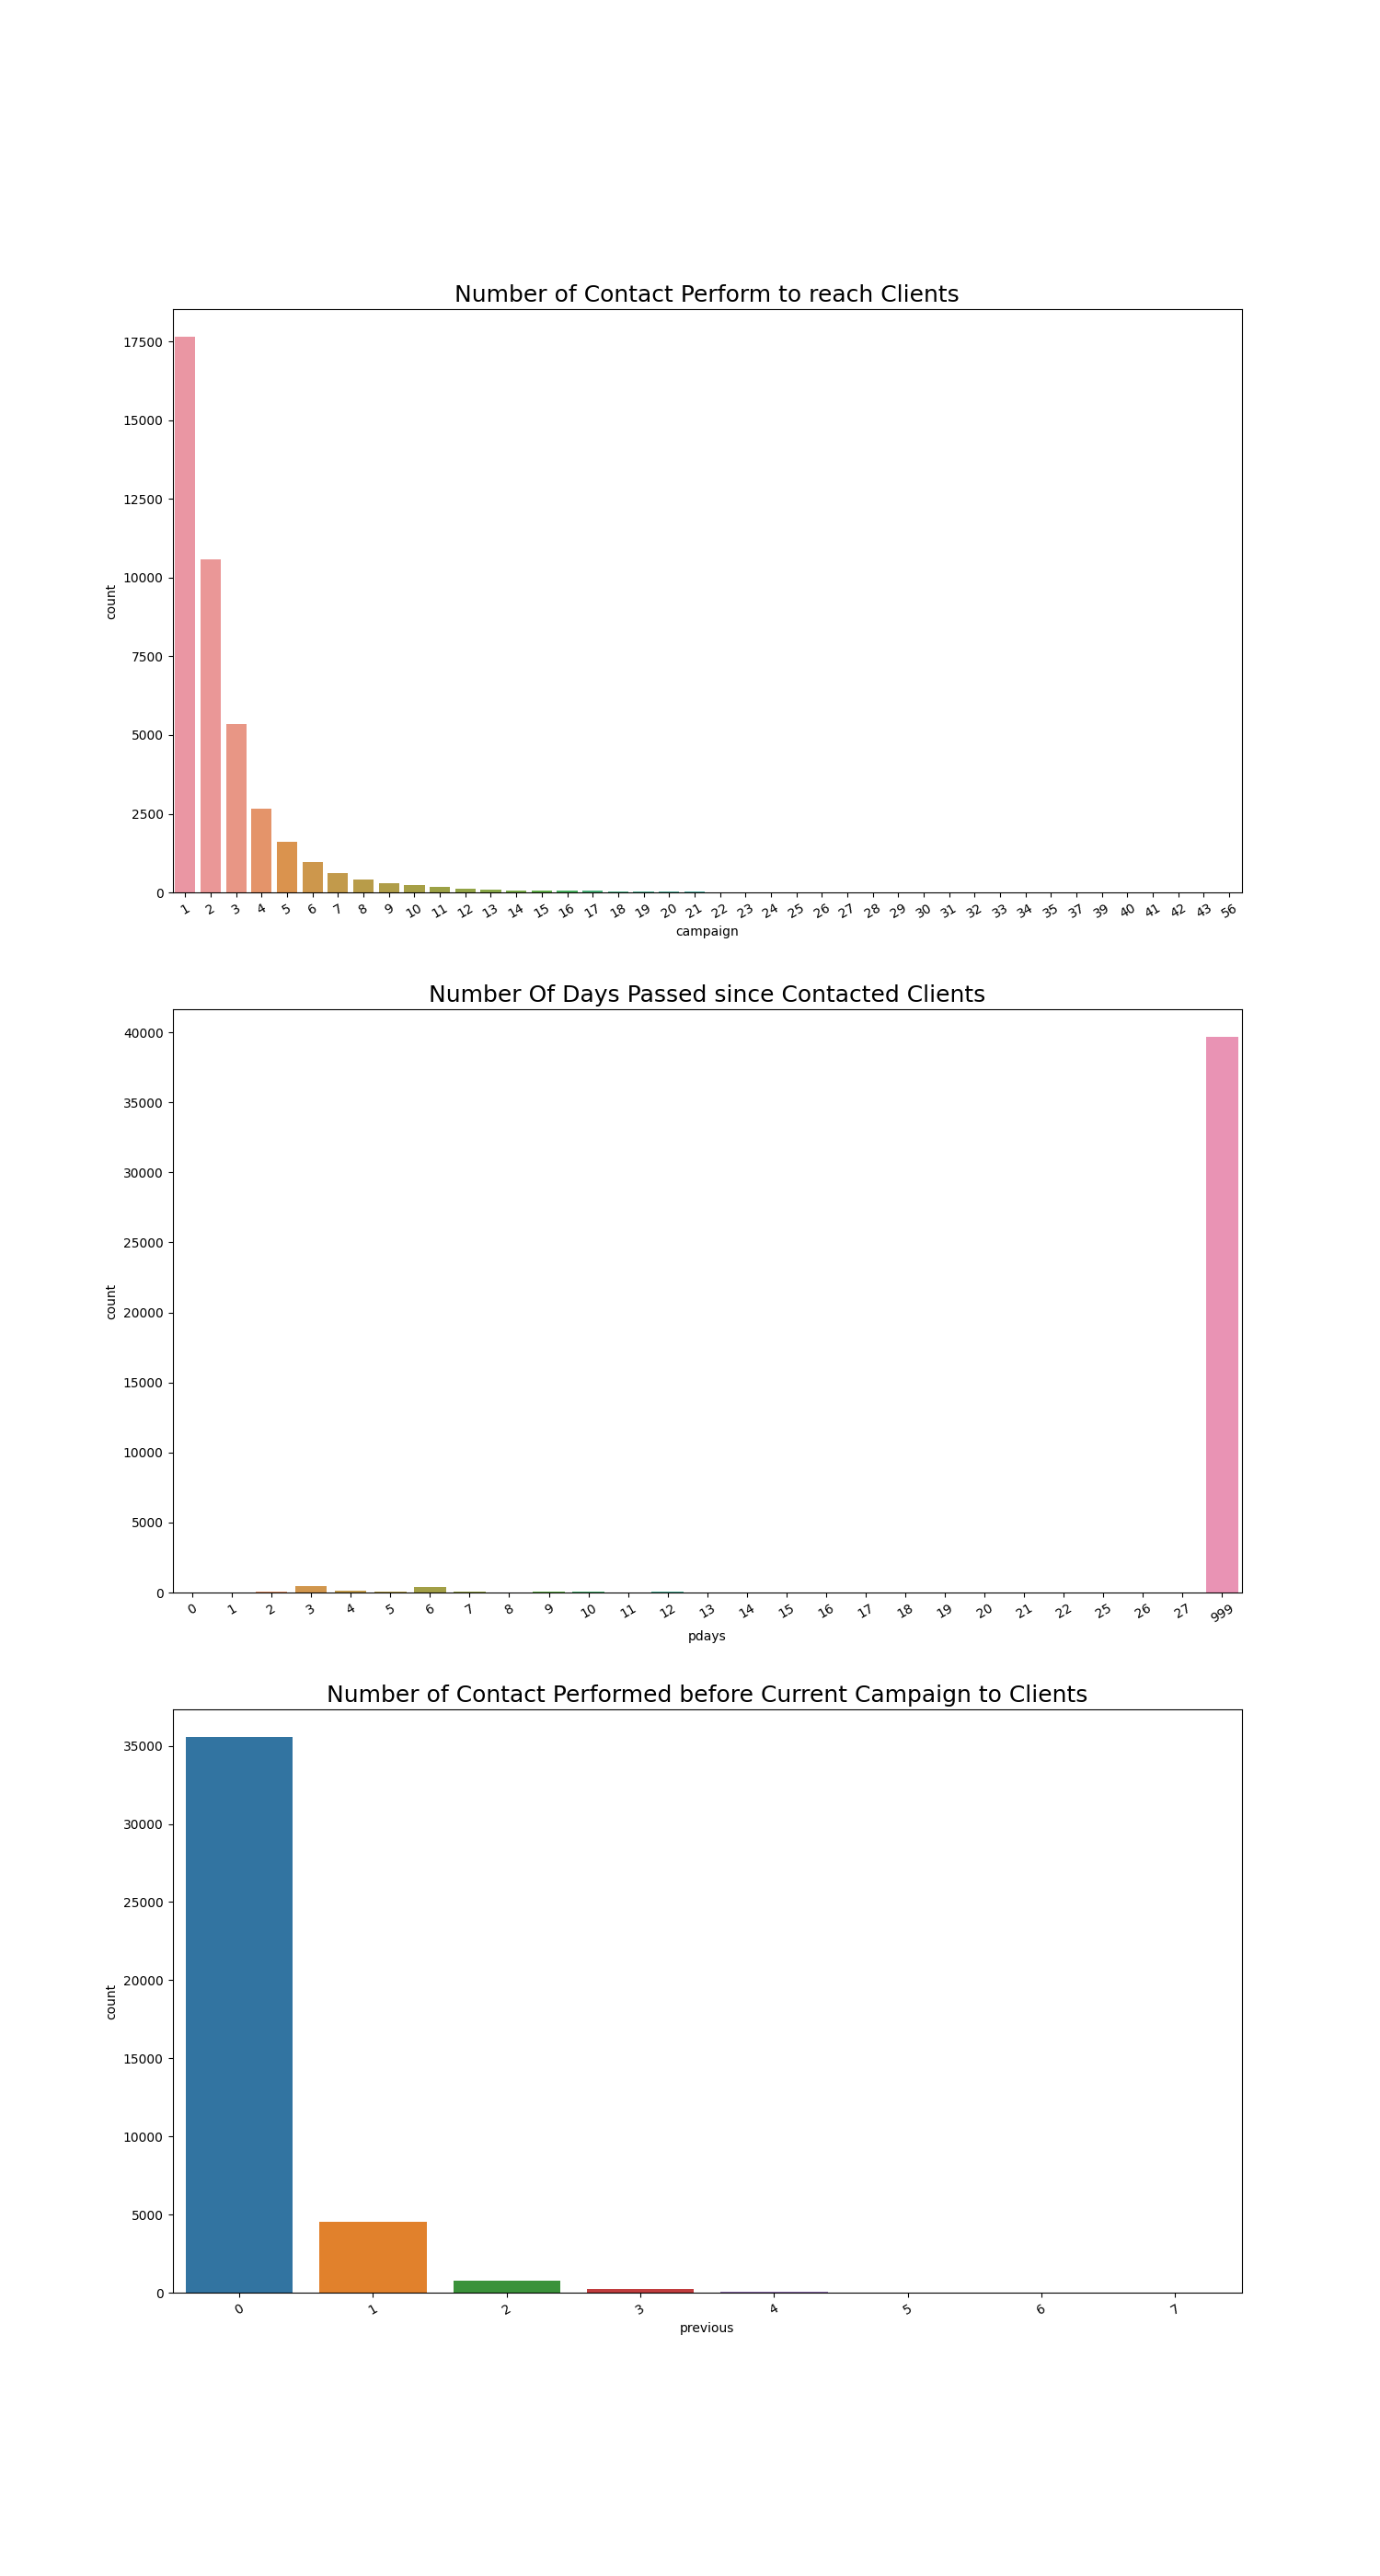 Number of Contact Perform to reach Clients
17500
15000
12500
10000
7500
5000
2500
0
count
1 2 3 4 5 6 7 8 9 10 11 12 13 14 15 16 17 18 19 20 21 22 23 24 25 26 27 28 29 30 31 32 33 34 35 37 39 40 41 42 43 56
campaign
Number Of Days Passed since Contacted Clients
40000
35000
30000
25000
20000
15000
10000
5000
0
count
0 1 2 3 4 5 6 7 8 9 10 11 12 13 14 15 16 17 18 19 20 21 22 25 26 27 999
pdays
Number of Contact Performed before Current Campaign to Clients
35000
30000
25000
20000
15000
10000
5000
0
count
0 1 2 3 4 5 6 7
previous